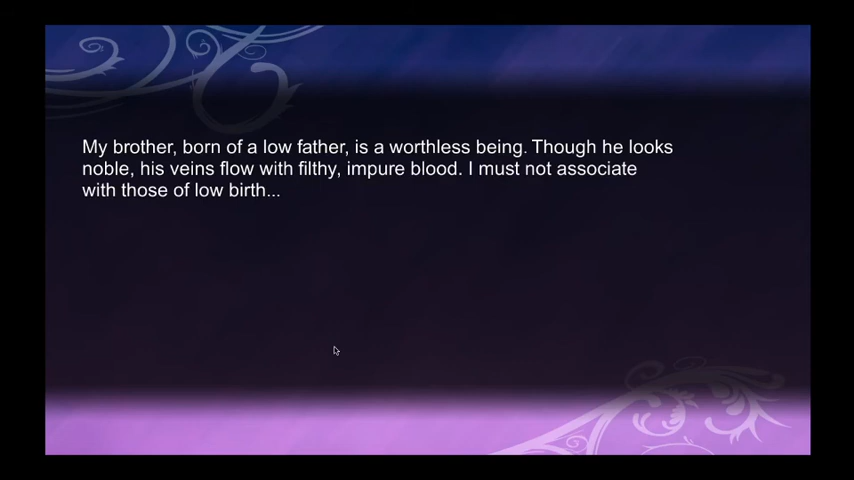 My brother, born of a low father, is a worthless being. Though he looks
noble, his veins flow with filthy, impure blood. I must not associate
with those of low birth...